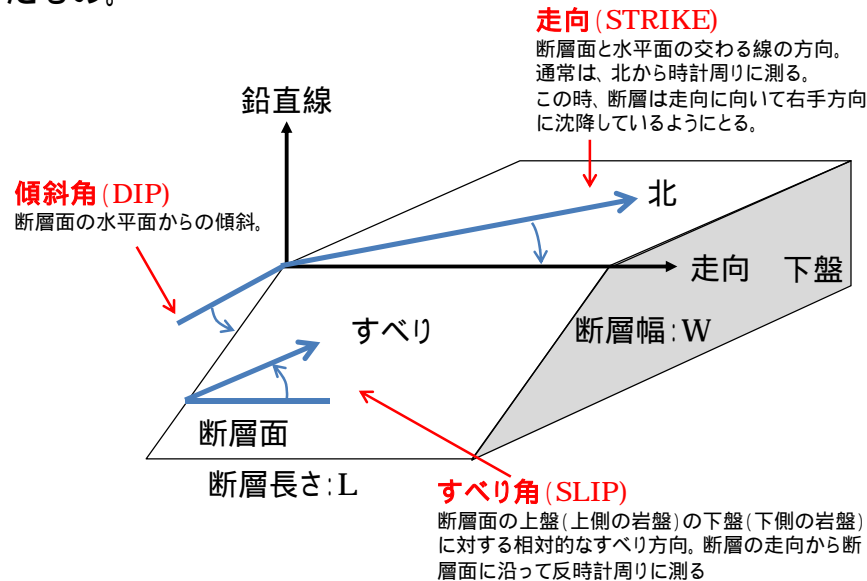 走向(STRIKE)
断層面と水平面の交わる線の方向。
通常は、北から時計周りに測る。
この時、断層は走向に向いて右手方向
に沈降しているようにとる。
鉛直線
傾斜角(DIP)
断層面の水平面からの傾斜。
北
走向
下盤
すべり
断層幅:W
断層面
断層長さ:L
すべり角(SLIP)
断層面の上盤(上側の岩盤)の下盤(下側の岩盤)
に対する相対的なすべり方向。断層の走向から断
層面に沿って反時計周りに測る